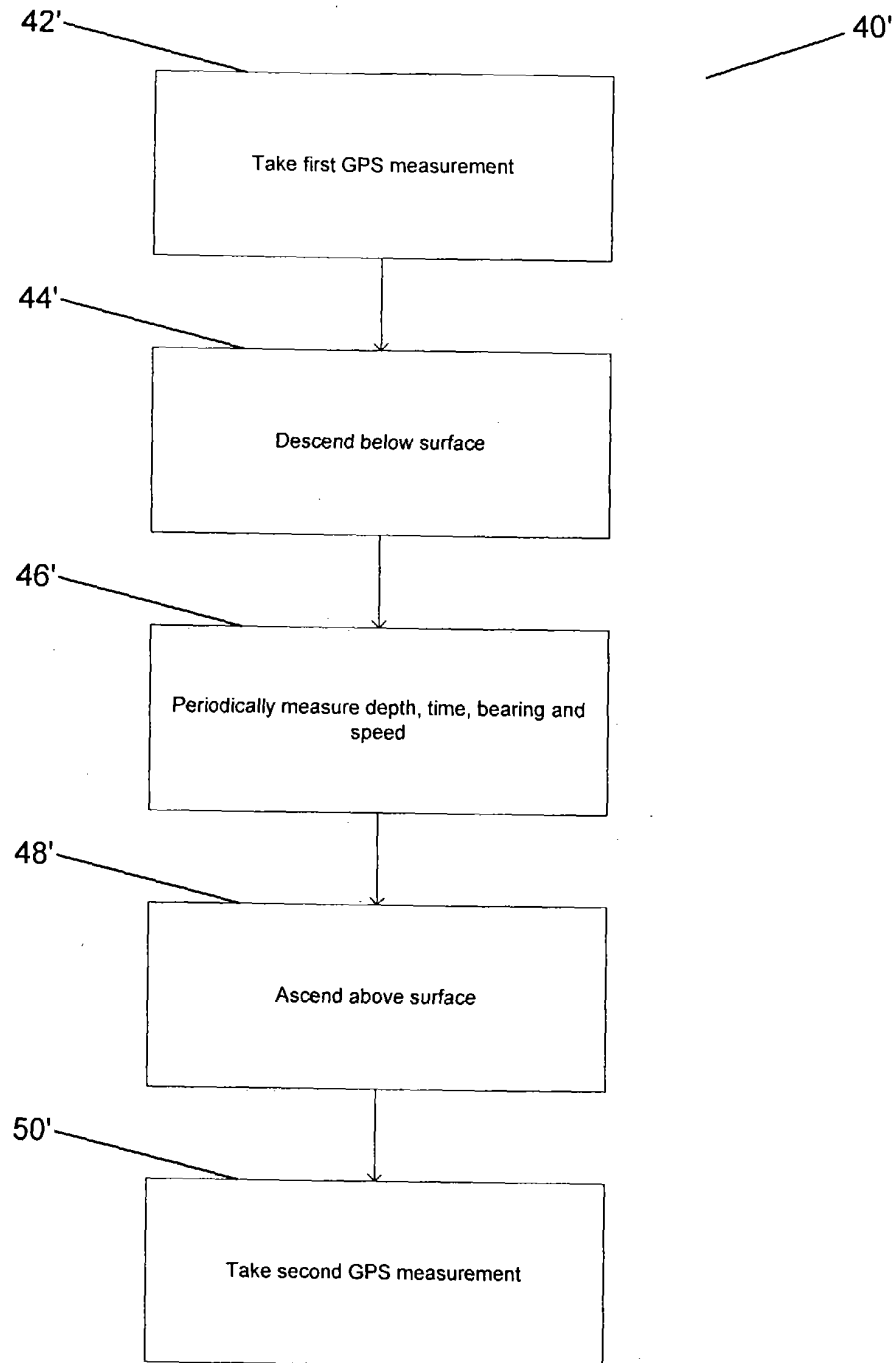 42'
40'
Take first GPS measurement
44'
Descend below surface
46'
Periodically measure depth, time, bearing and
speed
48'
Ascend above surface
50'
Take second GPS measurement